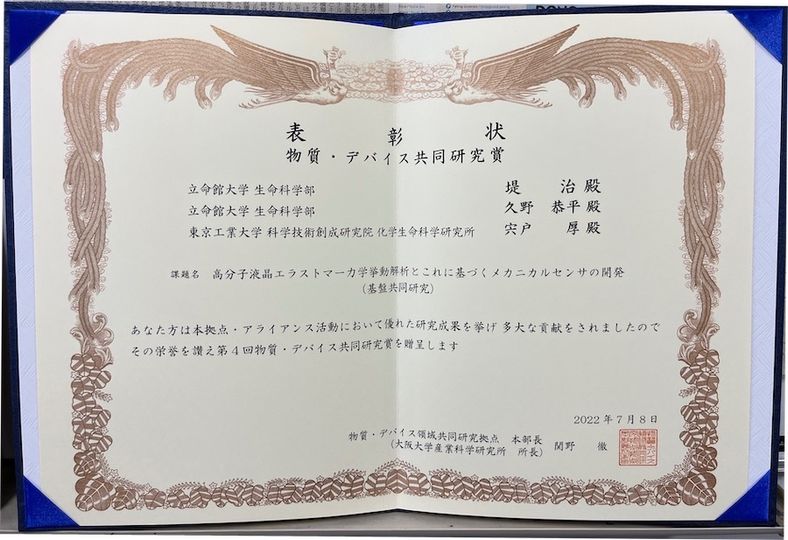 表彰状
物質・デバイス共同研究賞
立命館大学 生命科学部 堤 治 殿
立命館大学 生命科学部 久野 恭平 殿
東京工業大学 科学技術創成研究院 化学生命科学研究所 宍戸 厚 殿
課題名 高分子液晶エラストマーカ学挙動解析とこれに基づくメカニカルセンサの開発
(基盤共同研究)
あなた方は本拠点・アライアンス活動において優れた研究成果を挙げ 多大な貢献をされましたので
その栄誉を讃え第4回物質・デバイス共同研究賞を贈呈します
2022年7月8日
物質・デバイス領域共同研究拠点 本部長
(大阪大学産業科学研究所 所長) 関野 徹